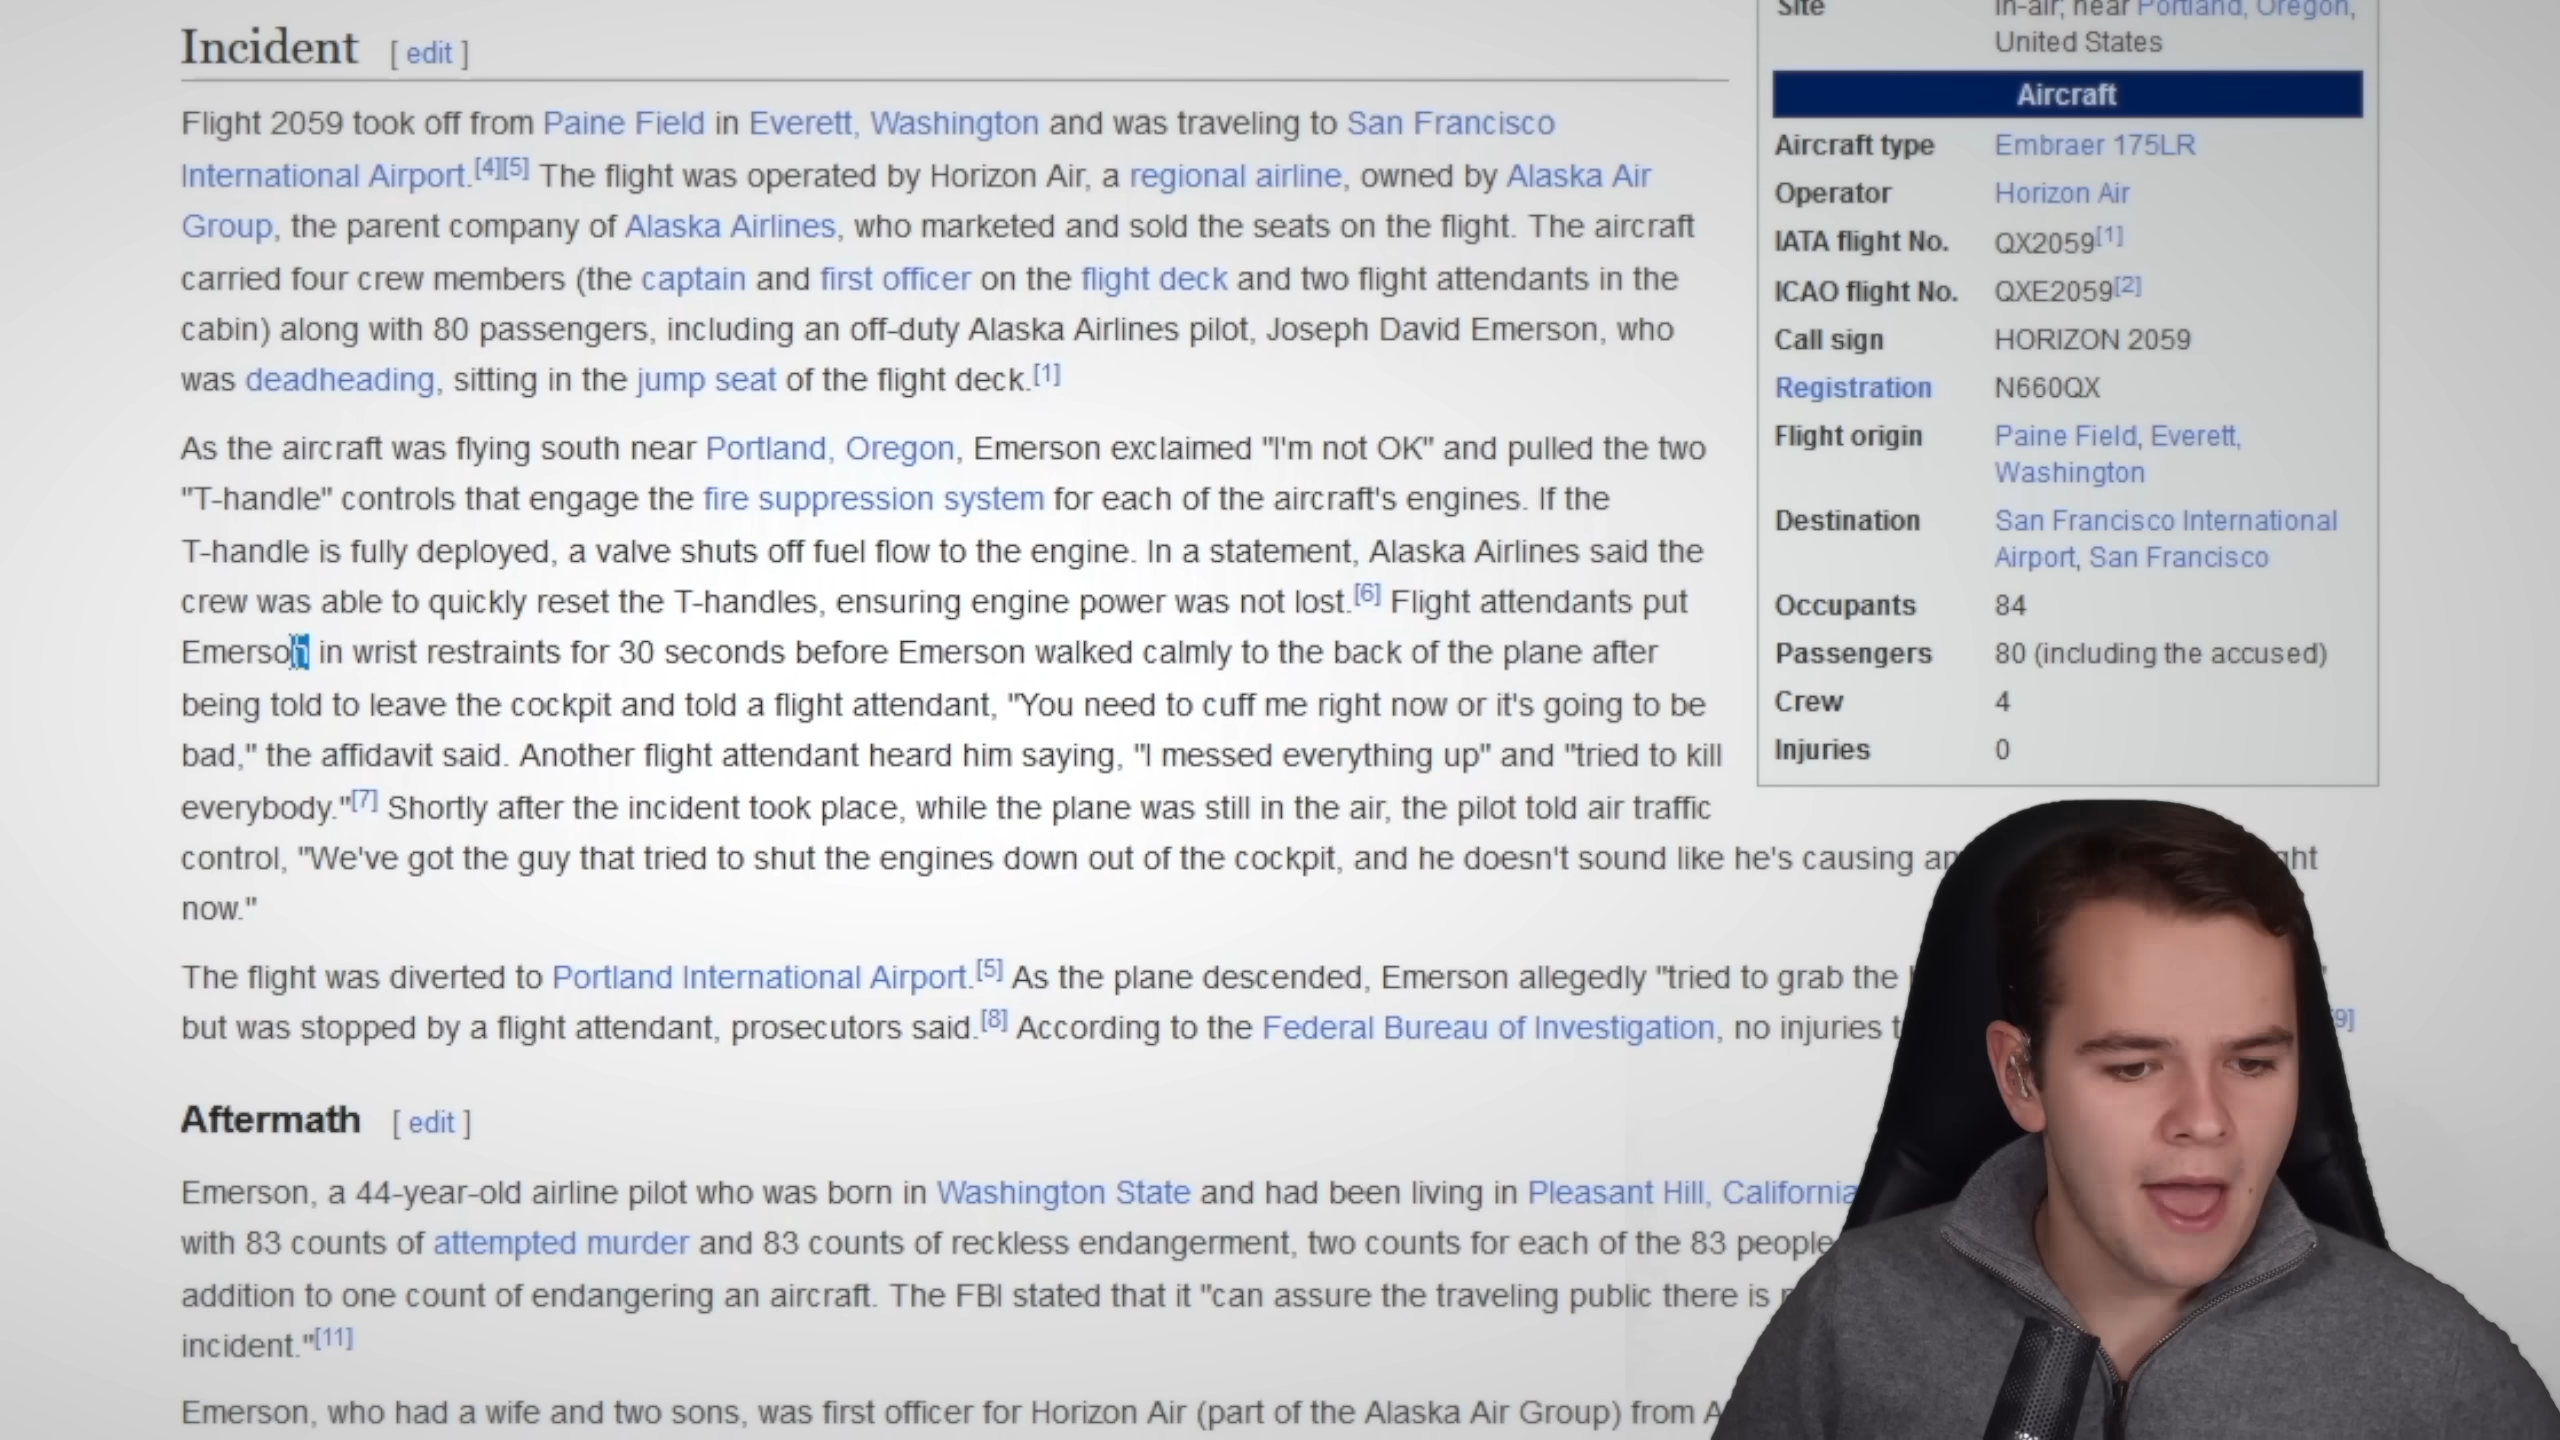 Incident [ edit ]
Flight 2059 took off from Paine Field in Everett, Washington and was traveling to San Francisco
International Airport.[4][5] The flight was operated by Horizon Air, a regional airline, owned by Alaska Air
Group, the parent company of Alaska Airlines, who marketed and sold the seats on the flight. The aircraft
carried four crew members (the captain and first officer on the flight deck and two flight attendants in the
cabin) along with 80 passengers, including an off-duty Alaska Airlines pilot, Joseph David Emerson, who
was deadheading, sitting in the jump seat of the flight deck.[1]
As the aircraft was flying south near Portland, Oregon, Emerson exclaimed "I'm not OK" and pulled the two
"T-handle" controls that engage the fire suppression system for each of the aircraft's engines. If the
T-handle is fully deployed, a valve shuts off fuel flow to the engine. In a statement, Alaska Airlines said the
crew was able to quickly reset the T-handles, ensuring engine power was not lost.[6] Flight attendants put
Emerson in wrist restraints for 30 seconds before Emerson walked calmly to the back of the plane after
being told to leave the cockpit and told a flight attendant, "You need to cuff me right now or it's going to be
bad," the affidavit said. Another flight attendant heard him saying, "I messed everything up" and "tried to kill
everybody."[7] Shortly after the incident took place, while the plane was still in the air, the pilot told air traffic
control, "We've got the guy that tried to shut the engines down out of the cockpit, and he doesn't sound like he's causing
now."
The flight was diverted to Portland International Airport.[5] As the plane descended, Emerson allegedly "tried to grab the
but was stopped by a flight attendant, prosecutors said.[8] According to the Federal Bureau of Investigation, no injuries
Aftermath [ edit ]
Emerson, a 44-year-old airline pilot who was born in Washington State and had been living in Pleasant Hill, California
with 83 counts of attempted murder and 83 counts of reckless endangerment, two counts for each of the 83 people
addition to one count of endangering an aircraft. The FBI stated that it "can assure the traveling public there is
incident."[11]
Emerson, who had a wife and two sons, was first officer for Horizon Air (part of the Alaska Air Group) from
Site in-air; near Portland, Oregon,
United States
Aircraft
Aircraft type Embraer 175LR
Operator Horizon Air
IATA flight No. QX2059[1]
ICAO flight No. QXE2059[2]
Call sign HORIZON 2059
Registration N660QX
Flight origin Paine Field, Everett,
Washington
Destination San Francisco International
Airport, San Francisco
Occupants 84
Passengers 80 (including the accused)
Crew 4
Injuries 0